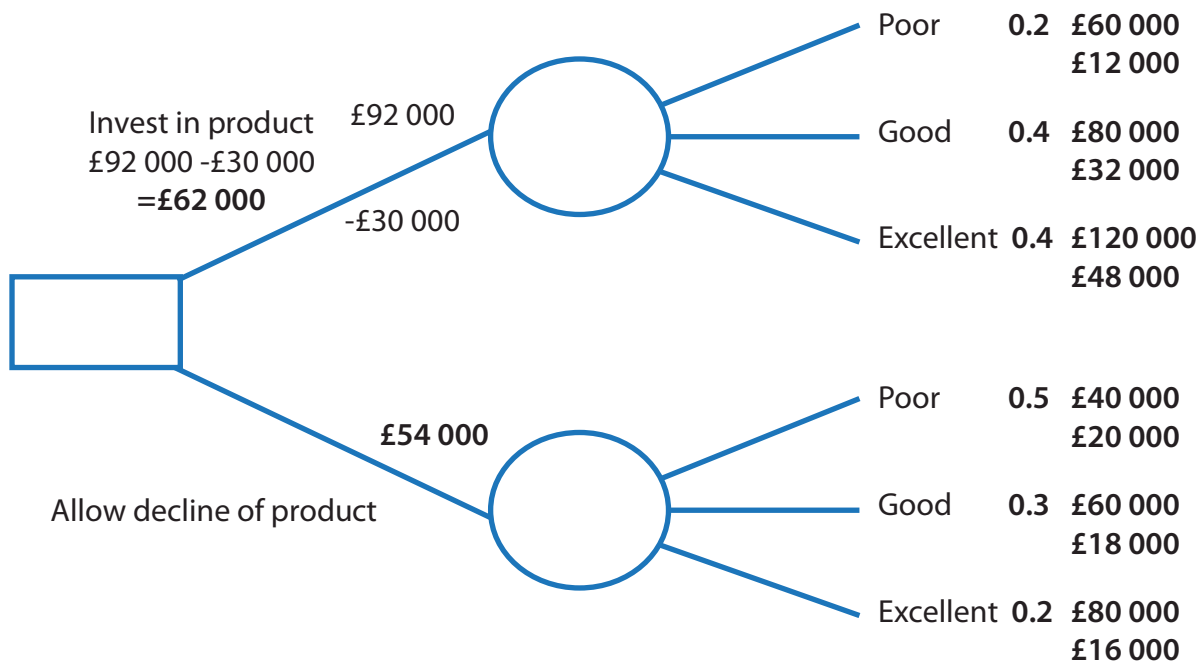 Poor 0.2 £60 000
£12 000
Invest in product
£92 000 -£30 000
=£62 000
£92 000
-£30 000
Good 0.4 £80 000
£32 000
Excellent 0.4 £120 000
£48 000
Poor 0.5 £40 000
£20 000
£54 000
Allow decline of product
Good 0.3 £60 000
£18 000
Excellent 0.2 £80 000
£16 000